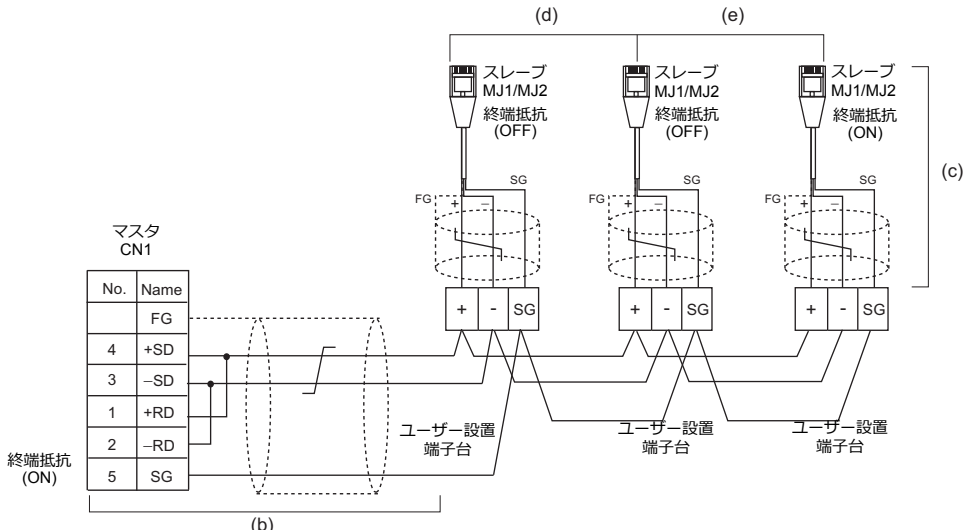 (d)
(e)
スレーブ
MJ1/MJ2
終端抵抗
(OFF)
スレーブ
MJ1/MJ2
終端抵抗
(OFF)
スレーブ
MJ1/MJ2
終端抵抗
(ON)
(c)
SG
FG
+
−
SG
FG
+
−
SG
FG
+
−
マスタ
CN1
No. Name
FG
4 +SD
3 −SD
1 +RD
2 −RD
5 SG
終端抵抗
(ON)
+ - SG
+ - SG
+ - SG
ユーザー設置
端子台
ユーザー設置
端子台
ユーザー設置
端子台
(b)